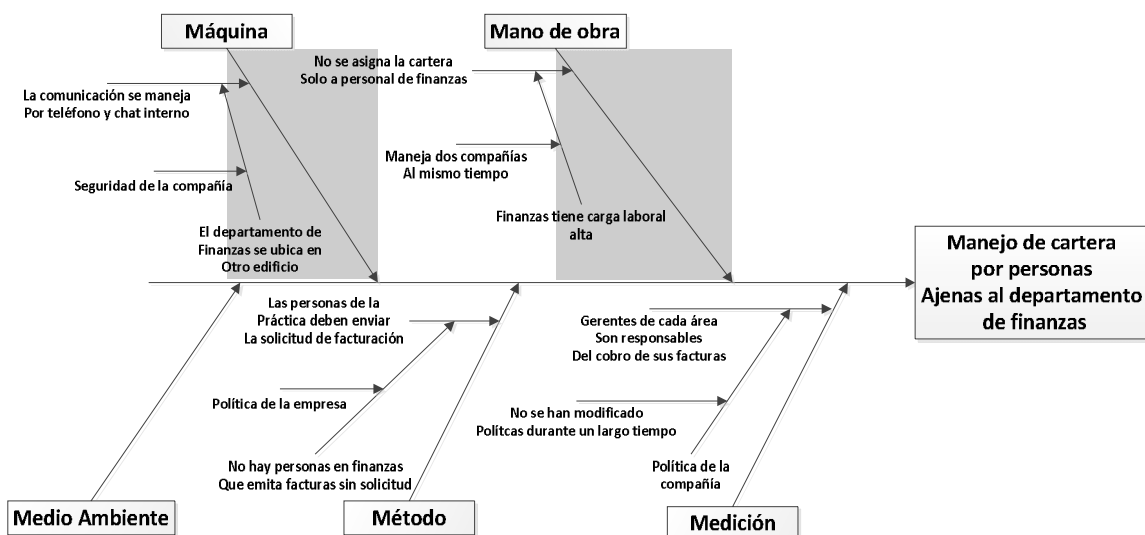 Máquina
Mano de obra
La comunicación se maneja
Por teléfono y chat interno
Seguridad de la compañía
El departamento de
Finanzas se ubica en
Otro edificio
No se asigna la cartera
Solo a personal de finanzas
Maneja dos compañías
Al mismo tiempo
Finanzas tiene carga laboral
alta
Manejo de cartera
por personas
Ajenas al departamento
de finanzas
Las personas de la
Práctica deben enviar
La solicitud de facturación
Política de la empresa
No hay personas en finanzas
Que emita facturas sin solicitud
Gerentes de cada área
Son responsables
Del cobro de sus facturas
No se han modificado
Polítcas durante un largo tiempo
Política de la
compañía
Medio Ambiente
Método
Medición